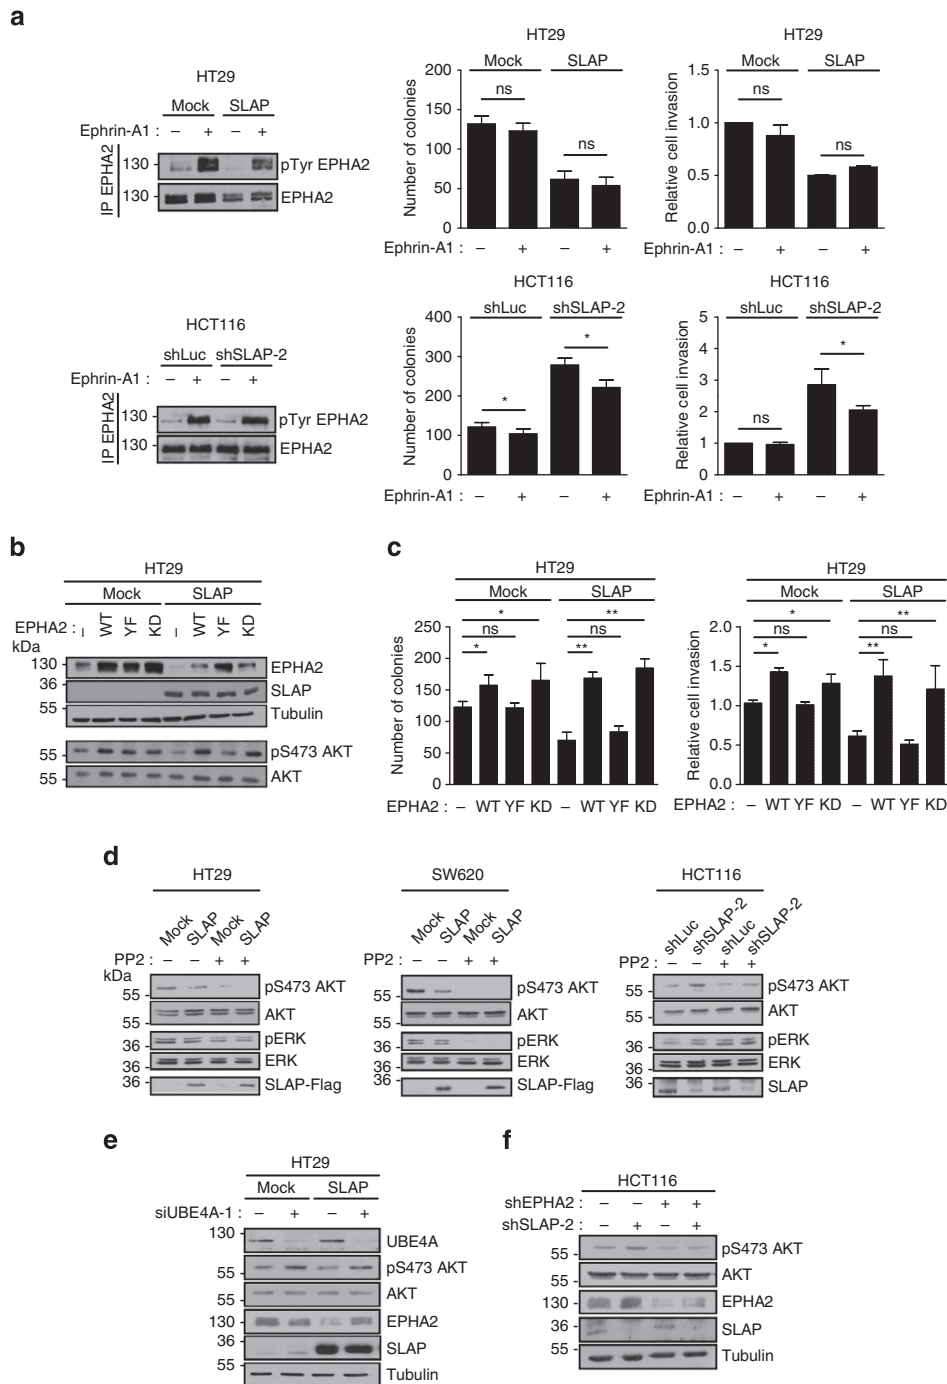 a
HT29
Mock SLAP
Ephrin-A1 : – + – +
IP EPHA2
130 - pTyr EPHA2
130 - EPHA2
HT29
Mock SLAP
Number of colonies
200
150
100
50
0
ns
ns
Ephrin-A1 : – + – +
HT29
Mock SLAP
Relative cell invasion
1.5
1.0
0.5
0.0
ns
ns
Ephrin-A1 : – + – +
HCT116
shLuc shSLAP-2
Ephrin-A1 : – + – +
IP EPHA2
130 - pTyr EPHA2
130 - EPHA2
HCT116
shLuc shSLAP-2
Number of colonies
400
300
200
100
0
*
*
Ephrin-A1 : – + – +
HCT116
shLuc shSLAP-2
Relative cell invasion
5
4
3
2
1
0
ns
*
Ephrin-A1 : – + – +
b
HT29
Mock SLAP
EPHA2 : – WT YF KD – WT YF KD
kDa
130 - EPHA2
36 - SLAP
55 - Tubulin
55 - pS473 AKT
55 - AKT
c
HT29
Mock SLAP
* **
ns ns
* **
Number of colonies
250
200
150
100
50
0
EPHA2 : – WT YF KD – WT YF KD
HT29
Mock SLAP
* **
ns ns
* **
Relative cell invasion
2.0
1.5
1.0
0.5
0.0
EPHA2 : – WT YF KD – WT YF KD
d
HT29
Mock SLAP Mock SLAP
PP2 : – – + +
kDa
55 - pS473 AKT
55 - AKT
36 - pERK
36 - ERK
36 - SLAP-Flag
SW620
Mock SLAP Mock SLAP
PP2 : – – + +
55 - pS473 AKT
55 - AKT
36 - pERK
36 - ERK
36 - SLAP-Flag
HCT116
shLuc shSLAP-2 shLuc shSLAP-2
PP2 : – – + +
55 - pS473 AKT
55 - AKT
36 - pERK
36 - ERK
36 - SLAP
e
HT29
Mock SLAP
siUBE4A-1 : – + – +
130 - UBE4A
55 - pS473 AKT
55 - AKT
130 - EPHA2
36 - SLAP
55 - Tubulin
f
HCT116
shEPHA2 : – – + +
shSLAP-2 : – + – +
55 - pS473 AKT
55 - AKT
130 - EPHA2
36 - SLAP
55 - Tubulin